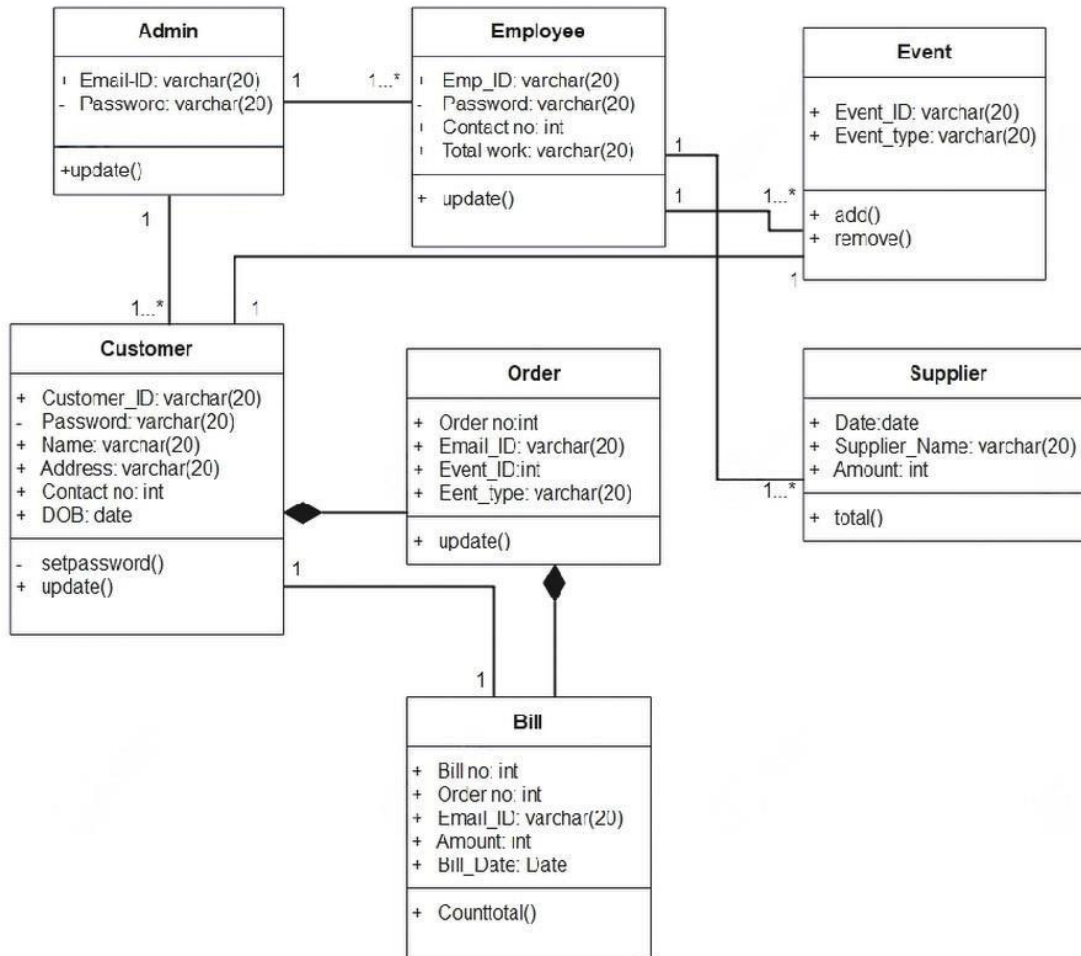 Admin
ı Email-ID: varchar(20)
- Password: varchar(20)
+update()
1
1...*
Employee
ı Emp_ID: varchar(20)
- Password: varchar(20)
ı Contact no: int
ı Total work: varchar(20)
+ update()
1
1
1...*
Event
+ Event_ID: varchar(20)
+ Event_type: varchar(20)
+ add()
+ remove()
1
1...*
1
1
Customer
+ Customer_ID: varchar(20)
- Password: varchar(20)
+ Name: varchar(20)
+ Address: varchar(20)
+ Contact no: int
+ DOB: date
- setpassword()
+ update()
1
Order
+ Order no:int
+ Email_ID: varchar(20)
+ Event_ID:int
+ Eent_type: varchar(20)
+ update()
Supplier
+ Date:date
+ Supplier_Name: varchar(20)
+ Amount: int
+ total()
1...*
1
Bill
+ Bill no: int
+ Order no: int
+ Email_ID: varchar(20)
+ Amount: int
+ Bill_Date: Date
+ Counttotal()